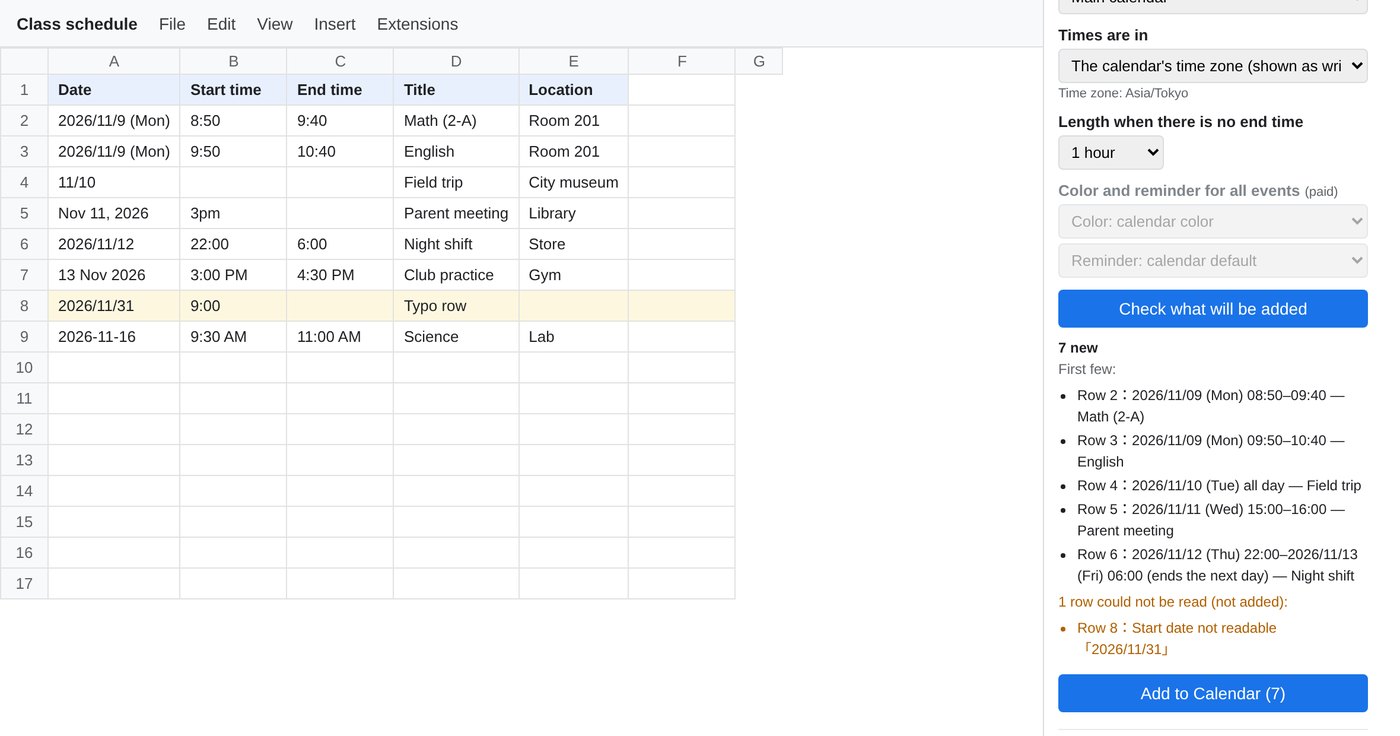 Class schedule File Edit View Insert Extensions
A B C D E F G
1 Date Start time End time Title Location
2 2026/11/9 (Mon) 8:50 9:40 Math (2-A) Room 201
3 2026/11/9 (Mon) 9:50 10:40 English Room 201
4 11/10 Field trip City museum
5 Nov 11, 2026 3pm Parent meeting Library
6 2026/11/12 22:00 6:00 Night shift Store
7 13 Nov 2026 3:00 PM 4:30 PM Club practice Gym
8 2026/11/31 9:00 Typo row
9 2026-11-16 9:30 AM 11:00 AM Science Lab
10
11
12
13
14
15
16
17
Times are in
The calendar's time zone (shown as wri
Time zone: Asia/Tokyo
Length when there is no end time
1 hour
Color and reminder for all events (paid)
Color: calendar color
Reminder: calendar default
Check what will be added
7 new
First few:
• Row 2：2026/11/09 (Mon) 08:50–09:40 —
Math (2-A)
• Row 3：2026/11/09 (Mon) 09:50–10:40 —
English
• Row 4：2026/11/10 (Tue) all day — Field trip
• Row 5：2026/11/11 (Wed) 15:00–16:00 —
Parent meeting
• Row 6：2026/11/12 (Thu) 22:00–2026/11/13
(Fri) 06:00 (ends the next day) — Night shift
1 row could not be read (not added):
• Row 8：Start date not readable
「2026/11/31」
Add to Calendar (7)